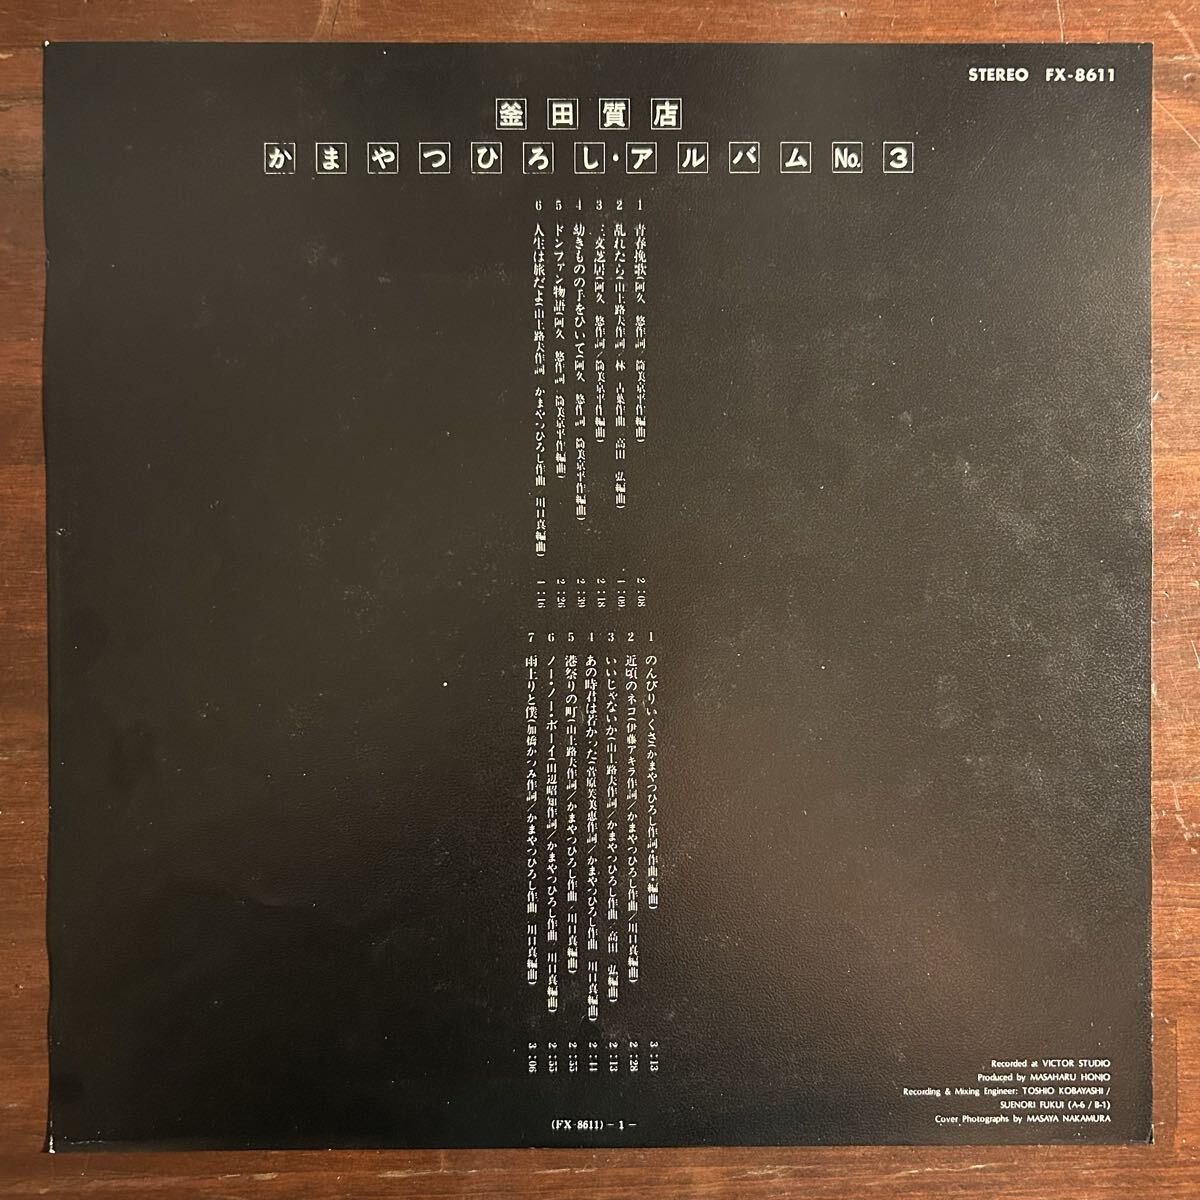 STEREO FX-8611
釜田質店
かまやつひろし・アルバムNo.3
1 青春挽歌(阿久 悠作詞/筒美京平作編曲) 2:08
2 乱れたら(山上路夫作詞/林 古葉作曲 高田 弘編曲) 1:09
3 三文芝居(阿久 悠作詞/筒美京平作編曲) 2:18
4 幼きものの手をひいて(阿久 悠作詞 筒美京平作編曲) 2:39
5 ドンファン物語(阿久 悠作詞 筒美京平作編曲) 2:26
6 人生は旅だよ(山上路夫作詞 かまやつひろし作曲 川口真編曲) 1:16
1 のんびりいくさ(かまやつひろし作詞・作曲・編曲) 3:13
2 近頃のネコ(伊藤アキラ作詞/かまやつひろし作曲/川口真編曲) 2:28
3 いいじゃないか(山上路夫作詞/かまやつひろし作曲/高田 弘編曲) 2:13
4 あの時君は若かった(菅原芙美恵作詞/かまやつひろし作曲 川口真編曲) 2:44
5 港祭りの町(山上路夫作詞/かまやつひろし作曲/川口真編曲) 2:55
6 ノー・ノー・ボーイ(田辺昭知作詞/かまやつひろし作曲 川口真編曲) 2:55
7 雨上りと僕(加橋かつみ作詞/かまやつひろし作曲 川口真編曲) 3:06
Recorded at VICTOR STUDIO
Produced by MASAHARU HONJO
Recording & Mixing Engineer: TOSHIO KOBAYASHI /
SUENORI FUKUI (A-6 / B-1)
Cover Photographs by MASAYA NAKAMURA
(FX-8611) - 1 -